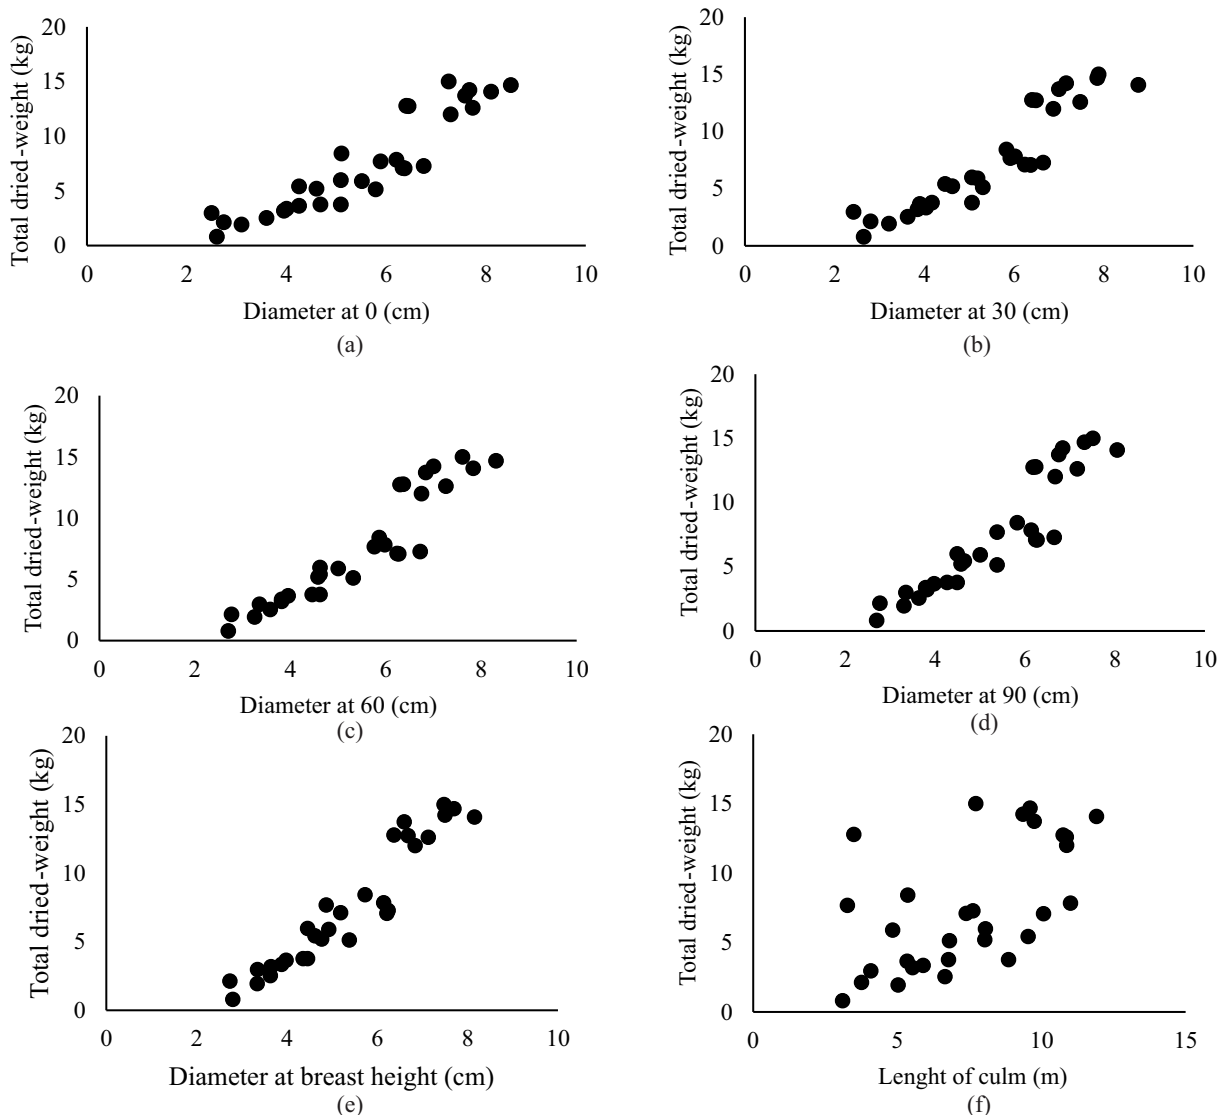 Total dried-weight (kg)
20
15
10
5
0
0 2 4 6 8 10
Diameter at 0 (cm)
(a)
Total dried-weight (kg)
20
15
10
5
0
0 2 4 6 8 10
Diameter at 30 (cm)
(b)
Total dried-weight (kg)
20
15
10
5
0
0 2 4 6 8 10
Diameter at 60 (cm)
(c)
Total dried-weight (kg)
20
15
10
5
0
0 2 4 6 8 10
Diameter at 90 (cm)
(d)
Total dried-weight (kg)
20
15
10
5
0
0 2 4 6 8 10
Diameter at breast height (cm)
(e)
Total dried-weight (kg)
20
15
10
5
0
0 5 10 15
Lenght of culm (m)
(f)